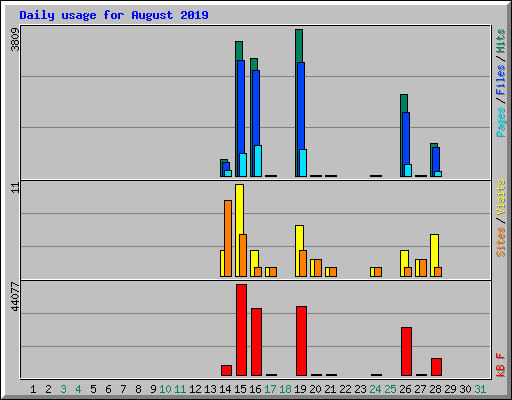 Daily usage for August 2019
3809
Pages / Files / Hits
11
Sites / Visits
44077
kB F
1 2 3 4 5 6 7 8 9 10 11 12 13 14 15 16 17 18 19 20 21 22 23 24 25 26 27 28 29 30 31